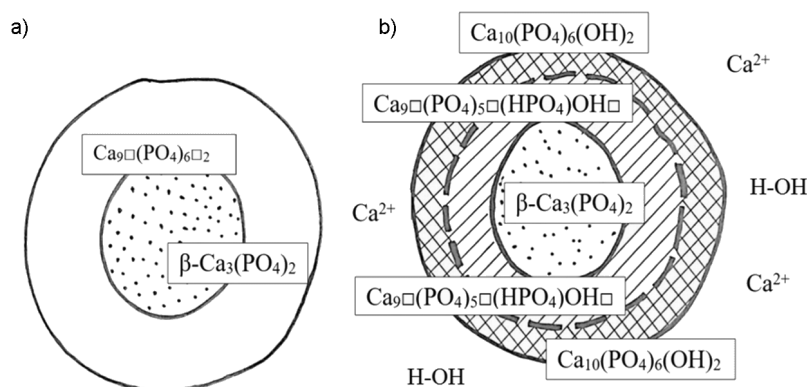 a)
Ca₉□(PO₄)₆□₂
β-Ca₃(PO₄)₂
b)
Ca₁₀(PO₄)₆(OH)₂
Ca²⁺
Ca₉□(PO₄)₅□(HPO₄)OH□
H-OH
β-Ca₃(PO₄)₂
Ca²⁺
Ca²⁺
Ca₉□(PO₄)₅□(HPO₄)OH□
Ca₁₀(PO₄)₆(OH)₂
H-OH